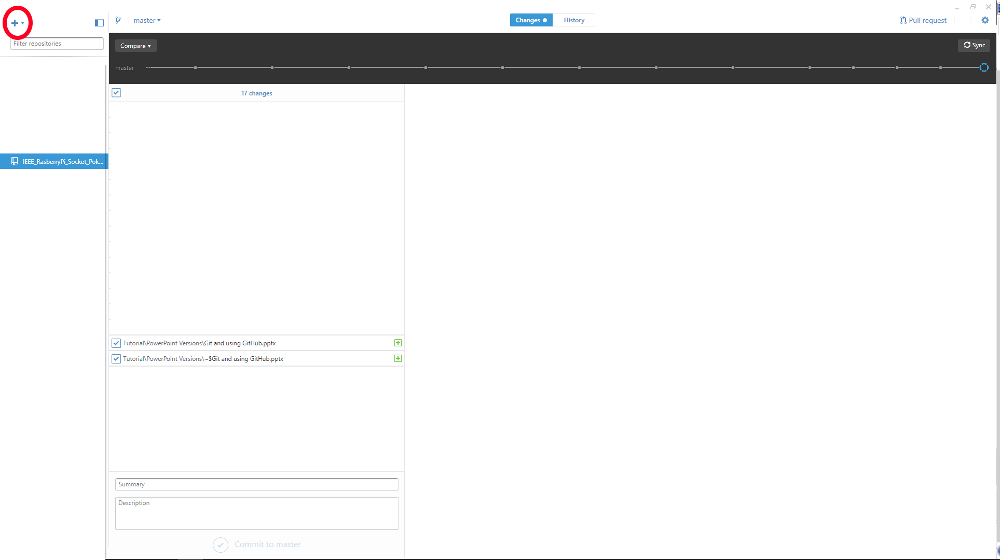 master
Changes
History
Pull request
Filter repositories
Compare
Sync
master
17 changes
IEEE_RasberryPi_Socket_Pok...
Tutorial\PowerPoint Versions\Git and using GitHub.pptx
Tutorial\PowerPoint Versions\~$Git and using GitHub.pptx
Summary
Description
Commit to master